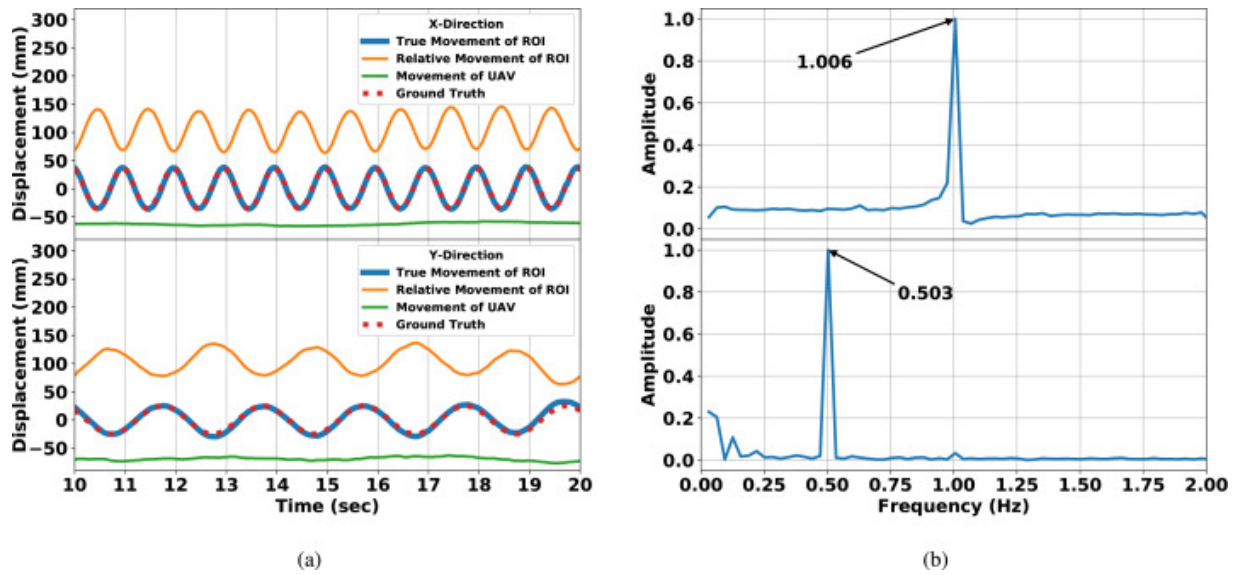 X-Direction
True Movement of ROI
Relative Movement of ROI
Movement of UAV
Ground Truth
Displacement (mm)
300
250
200
150
100
50
0
−50
Y-Direction
True Movement of ROI
Relative Movement of ROI
Movement of UAV
Ground Truth
Displacement (mm)
300
250
200
150
100
50
0
−50
10 11 12 13 14 15 16 17 18 19 20
Time (sec)
(a)
1.006
Amplitude
1.0
0.8
0.6
0.4
0.2
0.0
0.503
Amplitude
1.0
0.8
0.6
0.4
0.2
0.0
0.00 0.25 0.50 0.75 1.00 1.25 1.50 1.75 2.00
Frequency (Hz)
(b)